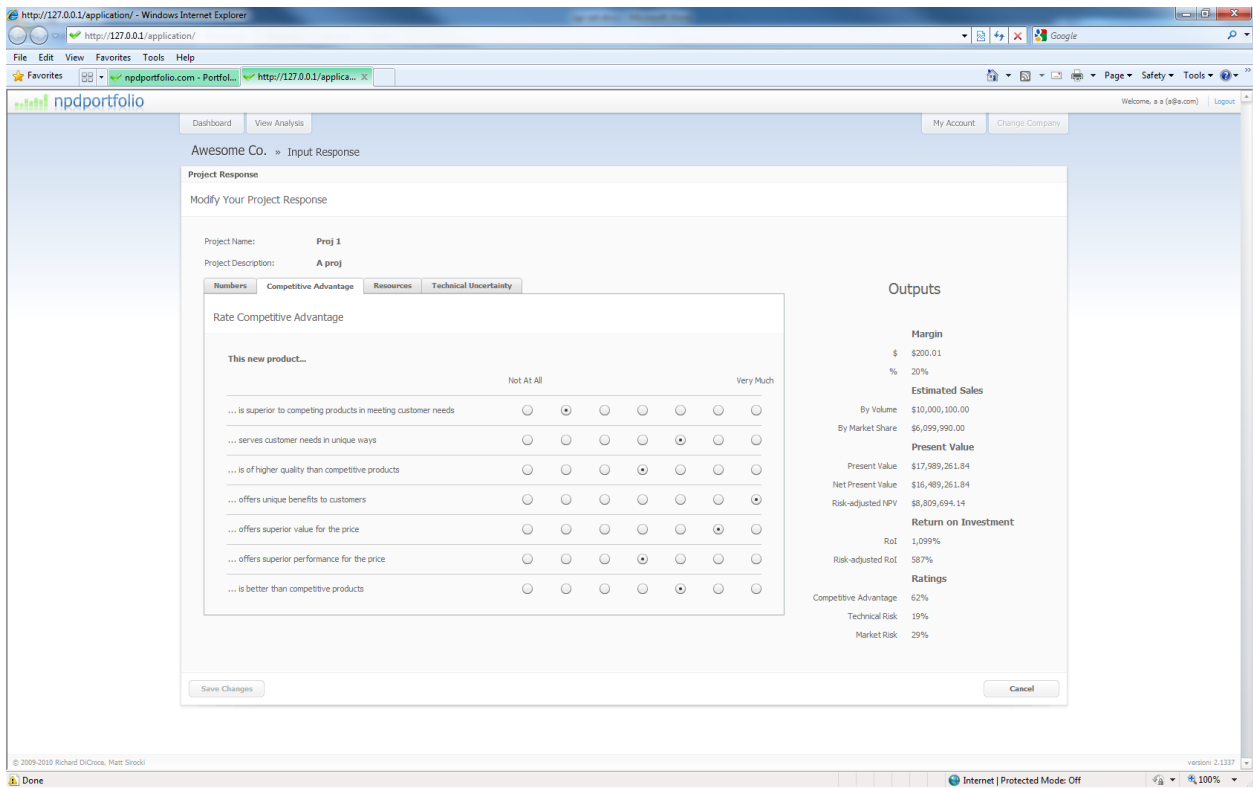 http://127.0.0.1/application/ - Windows Internet Explorer
http://127.0.0.1/application/
Google
File Edit View Favorites Tools Help
Favorites npdportfolio.com - Portfol... http://127.0.0.1/applica... Page Safety Tools
npdportfolio
Welcome, a a (a@a.com) | Logout
Dashboard View Analysis My Account Change Company
Awesome Co. » Input Response
Project Response
Modify Your Project Response
Project Name: Proj 1
Project Description: A proj
Numbers Competitive Advantage Resources Technical Uncertainty
Rate Competitive Advantage
This new product...
Not At All Very Much
... is superior to competing products in meeting customer needs
... serves customer needs in unique ways
... is of higher quality than competitive products
... offers unique benefits to customers
... offers superior value for the price
... offers superior performance for the price
... is better than competitive products
Outputs
Margin
$ $200.01
% 20%
Estimated Sales
By Volume $10,000,100.00
By Market Share $6,099,990.00
Present Value
Present Value $17,989,261.84
Net Present Value $16,489,261.84
Risk-adjusted NPV $8,809,694.14
Return on Investment
RoI 1,099%
Risk-adjusted RoI 587%
Ratings
Competitive Advantage 62%
Technical Risk 19%
Market Risk 29%
Save Changes Cancel
© 2009-2010 Richard DiCroce, Matt Sirocki
version: 2.1337
Done Internet | Protected Mode: Off 100%